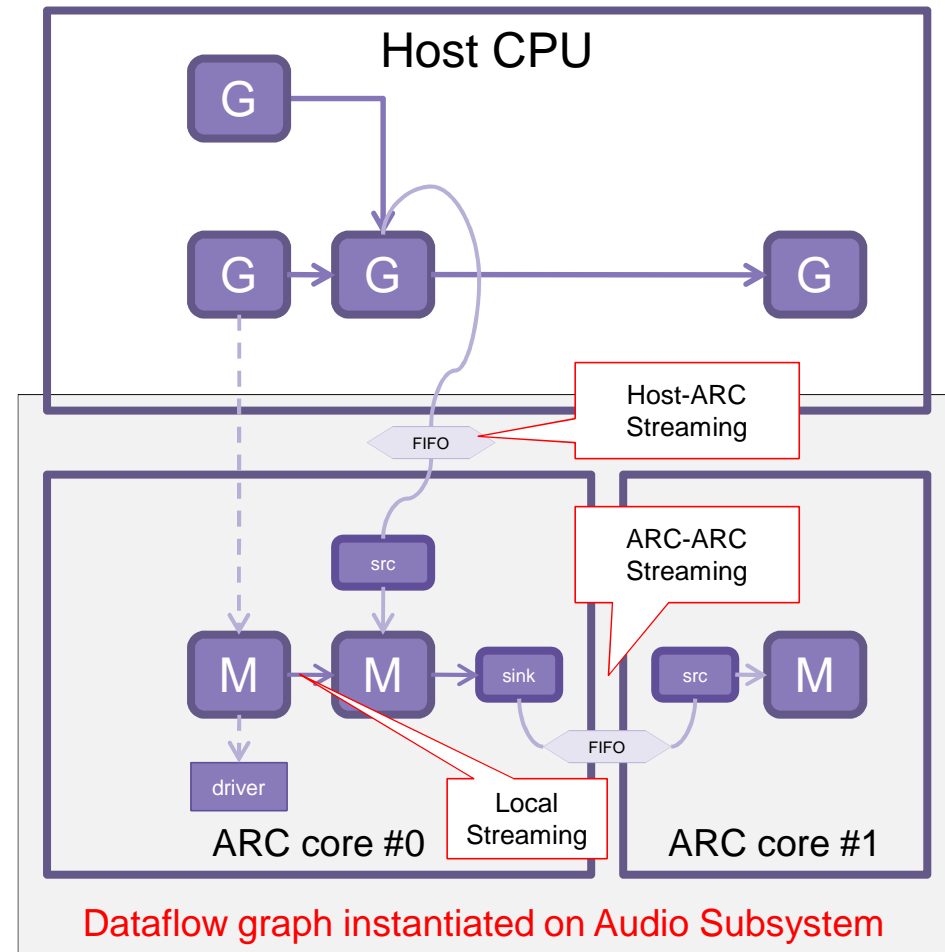 Host CPU
G
G
G
G
Host-ARC
Streaming
FIFO
ARC-ARC
Streaming
src
M
M
sink
src
M
FIFO
driver
Local
Streaming
ARC core #0
ARC core #1
Dataflow graph instantiated on Audio Subsystem